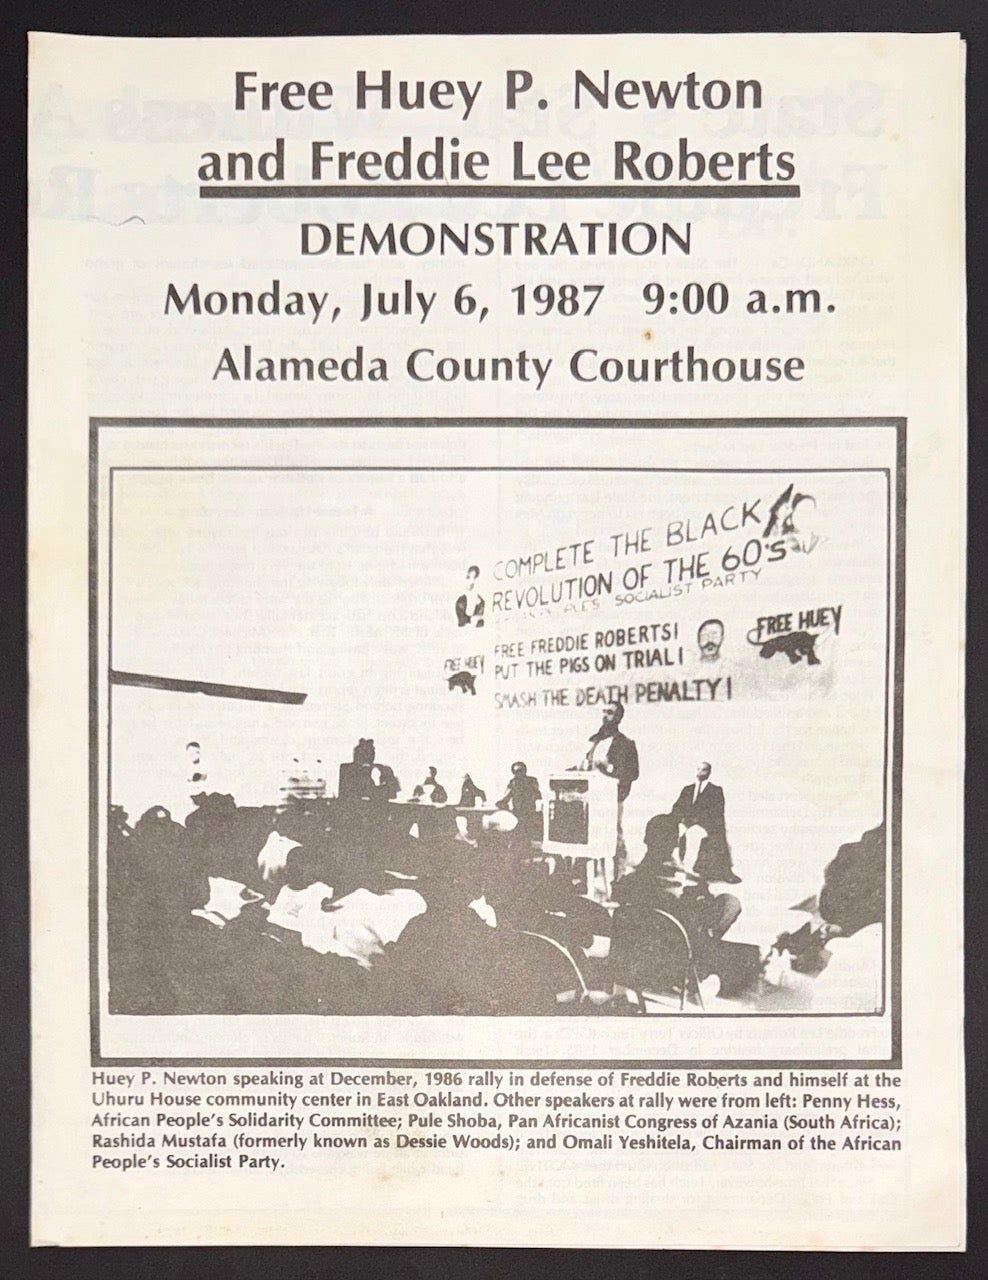 Free Huey P. Newton
and Freddie Lee Roberts
DEMONSTRATION
Monday, July 6, 1987 9:00 a.m.
Alameda County Courthouse
COMPLETE THE BLACK
REVOLUTION OF THE 60'S
SOCIALIST PARTY
FREE FREDDIE ROBERTS!
PUT THE PIGS ON TRIAL!
SMASH THE DEATH PENALTY!
FREE HUEY
FREE HUEY
Huey P. Newton speaking at December, 1986 rally in defense of Freddie Roberts and himself at the
Uhuru House community center in East Oakland. Other speakers at rally were from left: Penny Hess,
African People's Solidarity Committee; Pule Shoba, Pan Africanist Congress of Azania (South Africa);
Rashida Mustafa (formerly known as Dessie Woods); and Omali Yeshitela, Chairman of the African
People's Socialist Party.